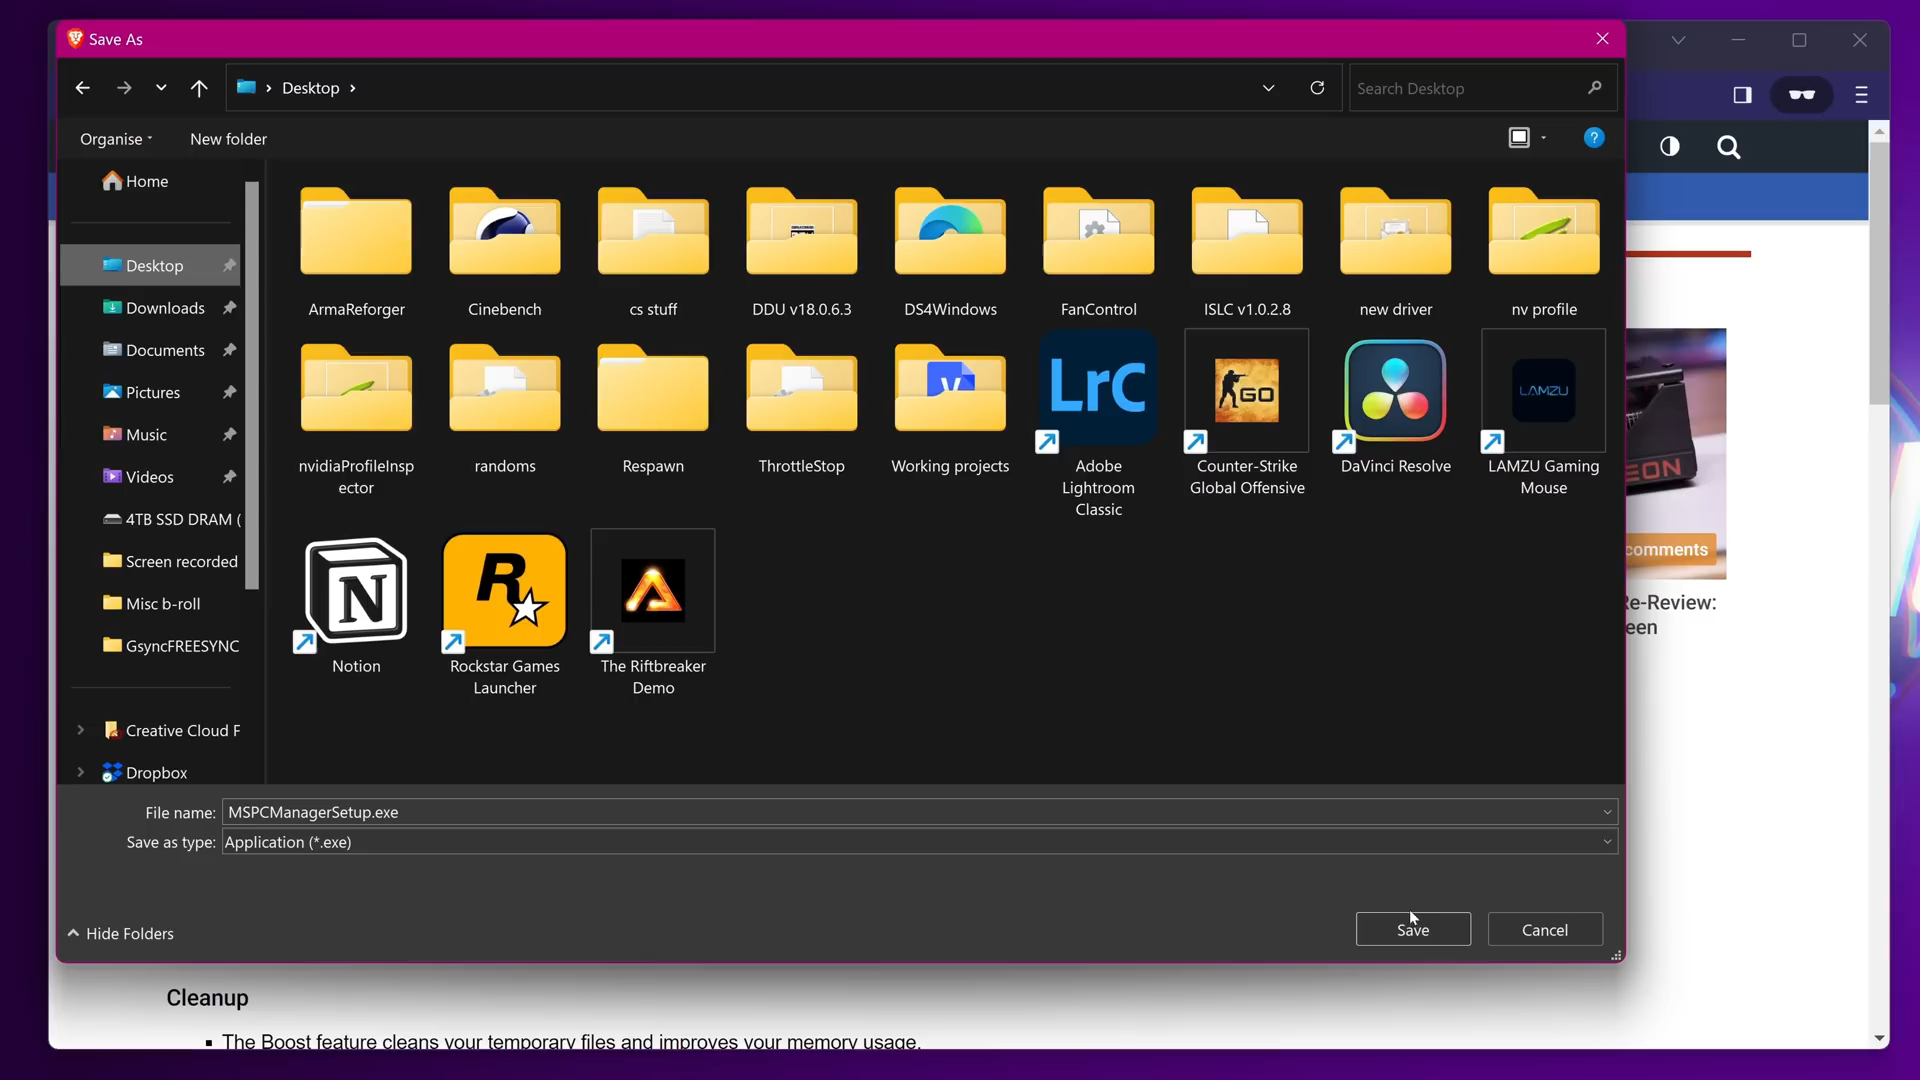 Save As
Desktop
Search Desktop
Organise
New folder
?
Home
Desktop
Downloads
Documents
Pictures
Music
Videos
4TB SSD DRAM (
Screen recorded
Misc b-roll
GsyncFREESYNC
Creative Cloud F
Dropbox
ArmaReforger
Cinebench
cs stuff
DDU v18.0.6.3
DS4Windows
FanControl
ISLC v1.0.2.8
new driver
nv profile
V
LrC
GO
LAMZU
nvidiaProfileInsp
ector
randoms
Respawn
ThrottleStop
Working projects
Adobe
Lightroom
Classic
Counter-Strike
Global Offensive
DaVinci Resolve
LAMZU Gaming
Mouse
N
R
Notion
Rockstar Games
Launcher
The Riftbreaker
Demo
EON
comments
Re-Review:
een
File name:
MSPCManagerSetup.exe
Save as type:
Application (*.exe)
Hide Folders
Save
Cancel
Cleanup
The Boost feature cleans your temporary files and improves your memory usage.